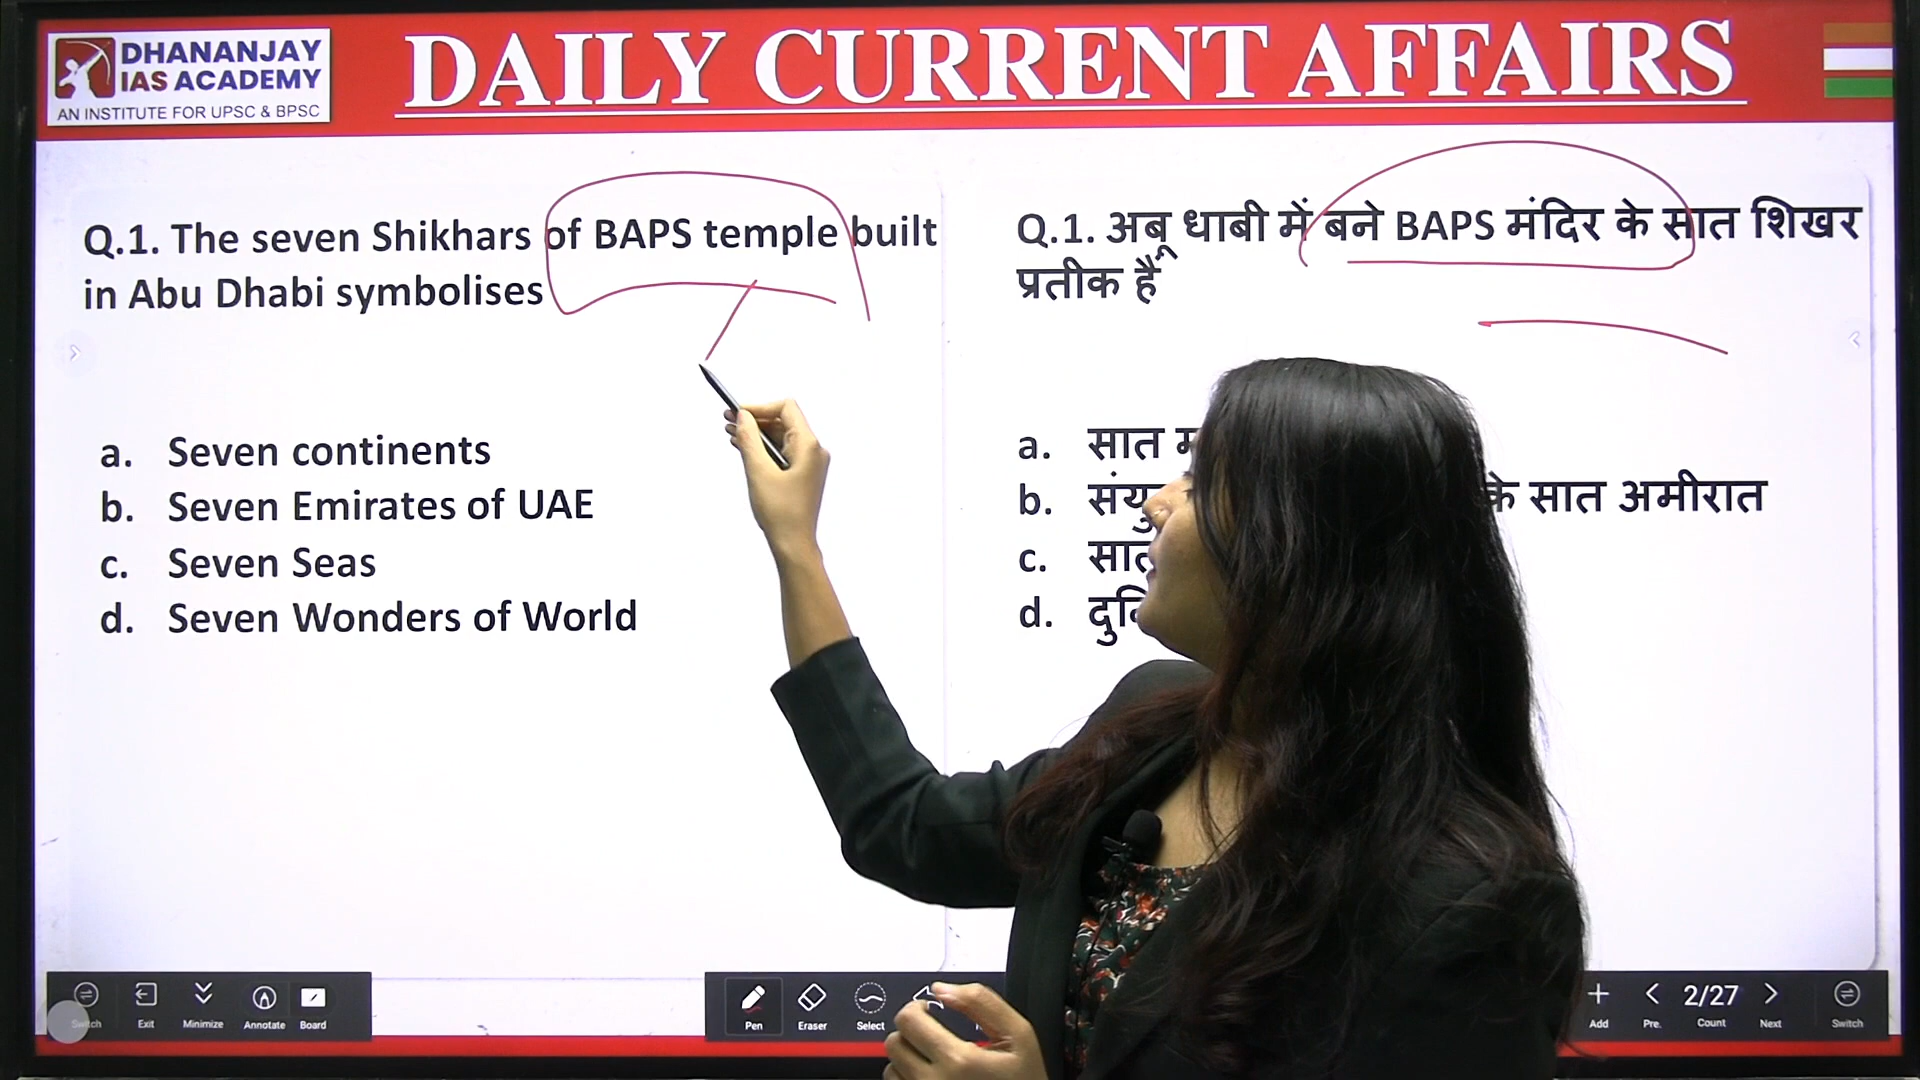 DHANANJAY
IAS ACADEMY
AN INSTITUTE FOR UPSC & BPSC
DAILY CURRENT AFFAIRS
Q.1. The seven Shikhars of BAPS temple built
in Abu Dhabi symbolises
a. Seven continents
b. Seven Emirates of UAE
c. Seven Seas
d. Seven Wonders of World
Q.1. अबू धाबी में बने BAPS मंदिर के सात शिखर
प्रतीक हैं
a. सात
b. के सात अमीरात
c.
d.
Switch Exit Minimize Annotate Board
Pen Eraser Select
Add Pre. 2/27 Count Next Switch